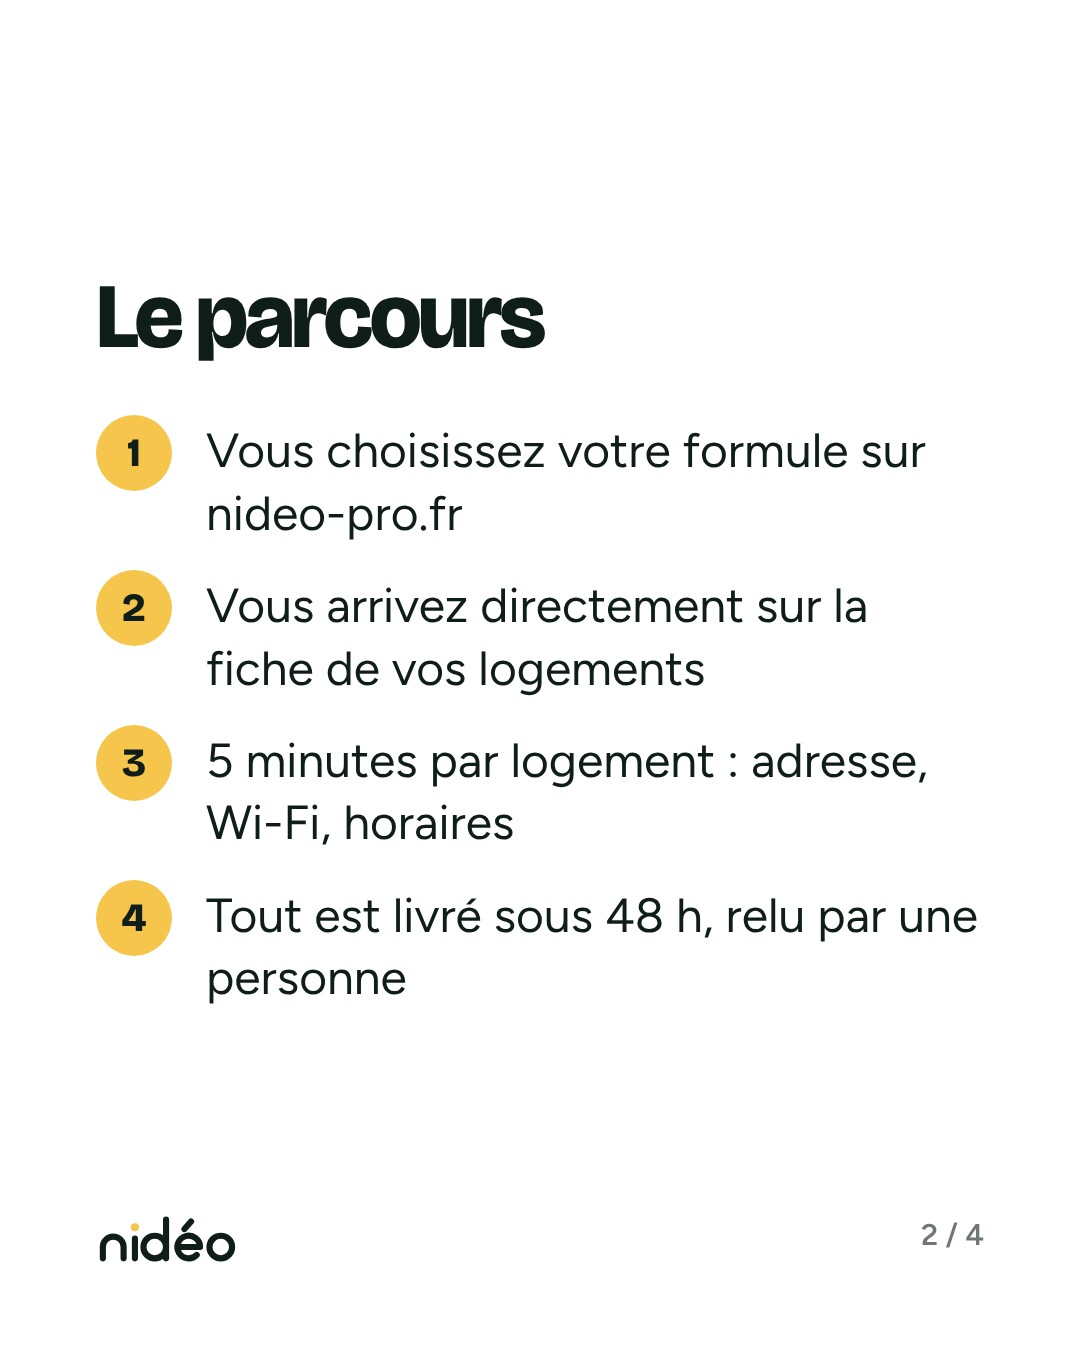 Le parcours
1
Vous choisissez votre formule sur
nideo-pro.fr
2
Vous arrivez directement sur la
fiche de vos logements
3
5 minutes par logement : adresse,
Wi-Fi, horaires
4
Tout est livré sous 48 h, relu par une
personne
nidéo
2 / 4